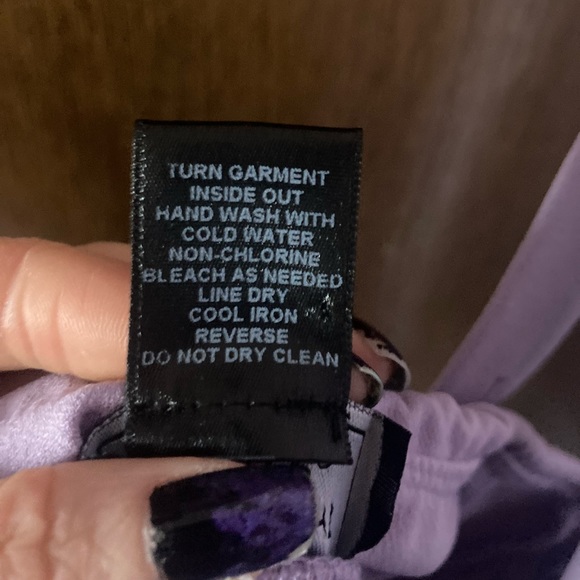 TURN GARMENT
INSIDE OUT
HAND WASH WITH
COLD WATER
NON-CHLORINE
BLEACH AS NEEDED
LINE DRY
COOL IRON
REVERSE
DO NOT DRY CLEAN